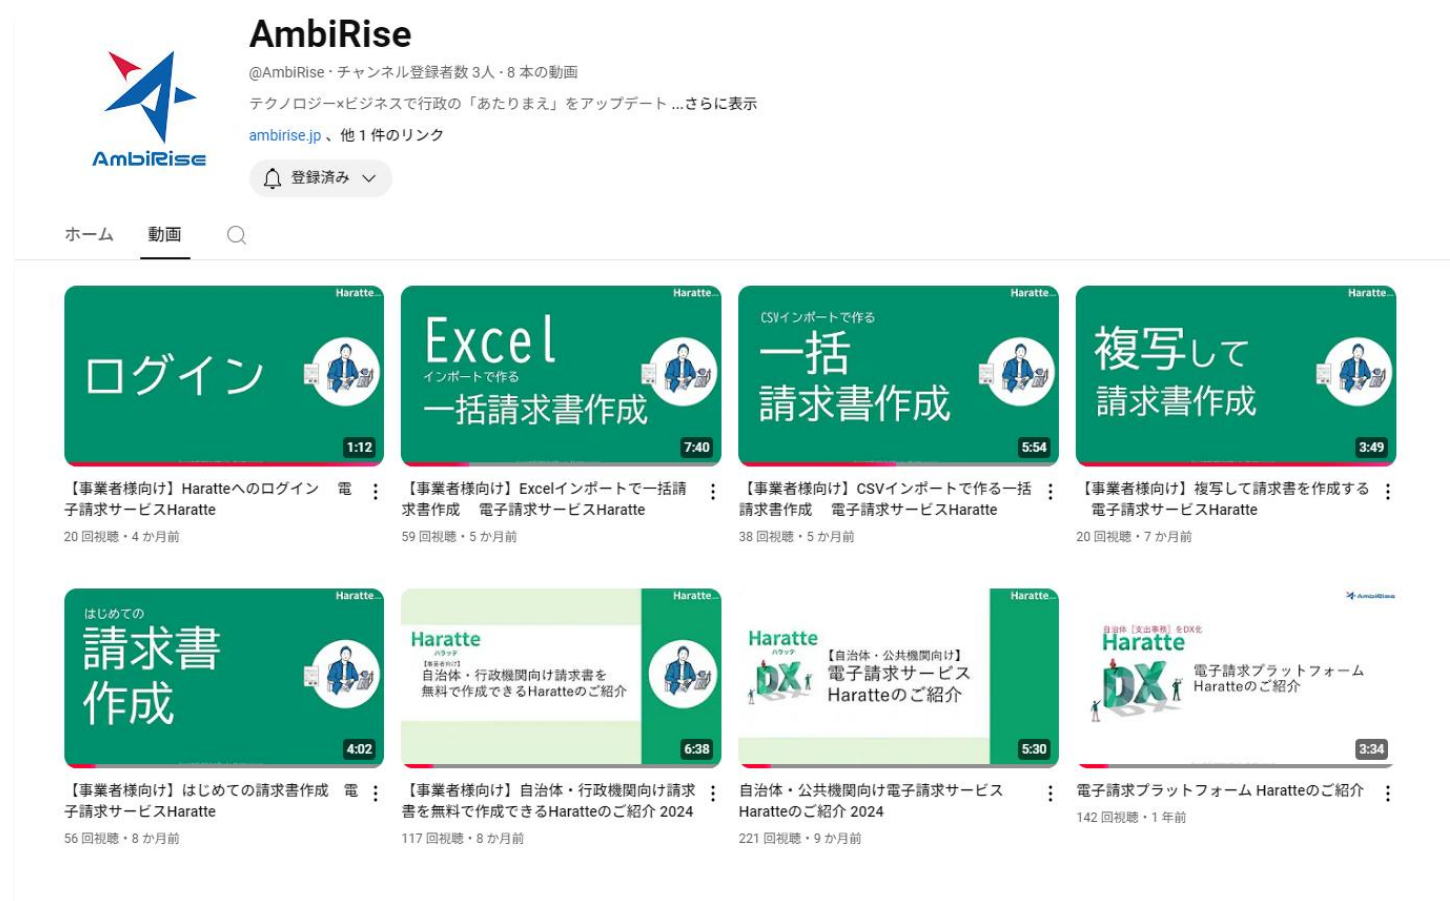 AmbiRise
@AmbiRise・チャンネル登録者数 3人・8 本の動画
テクノロジー×ビジネスで行政の「あたりまえ」をアップデート ...さらに表示
ambirise.jp 、他 1 件のリンク
AmbiRise
登録済み
ホーム 動画
Haratte...
ログイン
1:12
【事業者様向け】Haratteへのログイン 電
子請求サービスHaratte
20 回視聴・4 か月前
Haratte...
Excel
インポートで作る
一括請求書作成
7:40
【事業者様向け】Excelインポートで一括請
求書作成 電子請求サービスHaratte
59 回視聴・5 か月前
Haratte...
CSVインポートで作る
一括
請求書作成
5:54
【事業者様向け】CSVインポートで作る一括
請求書作成 電子請求サービスHaratte
38 回視聴・5 か月前
Haratte...
複写して
請求書作成
3:49
【事業者様向け】複写して請求書を作成する
電子請求サービスHaratte
20 回視聴・7 か月前
Haratte...
はじめての
請求書
作成
4:02
【事業者様向け】はじめての請求書作成 電
子請求サービスHaratte
56 回視聴・8 か月前
Haratte...
Haratte
ハラッテ
【事業者向け】
自治体・行政機関向け請求書を
無料で作成できるHaratteのご紹介
6:38
【事業者様向け】自治体・行政機関向け請求
書を無料で作成できるHaratteのご紹介 2024
117 回視聴・8 か月前
Haratte...
Haratte
ハラッテ
DX
【自治体・公共機関向け】
電子請求サービス
Haratteのご紹介
5:30
自治体・公共機関向け電子請求サービス
Haratteのご紹介 2024
221 回視聴・9 か月前
AmbiRise
自治体［支出事務］をDX化
Haratte
DX
電子請求プラットフォーム
Haratteのご紹介
3:34
電子請求プラットフォーム Haratteのご紹介
142 回視聴・1 年前